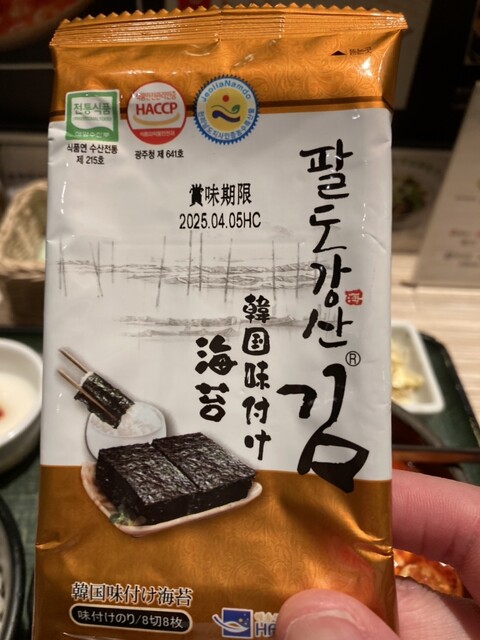 전통식품
HACCP
JeollaNamdo
식품연 수산전통
제 215호
광주청 제 641호
賞味期限
2025.04.05HC
팔도강산
海
김®
韓国味付け
海苔
韓国味付け海苔
味付けのり/8切8枚